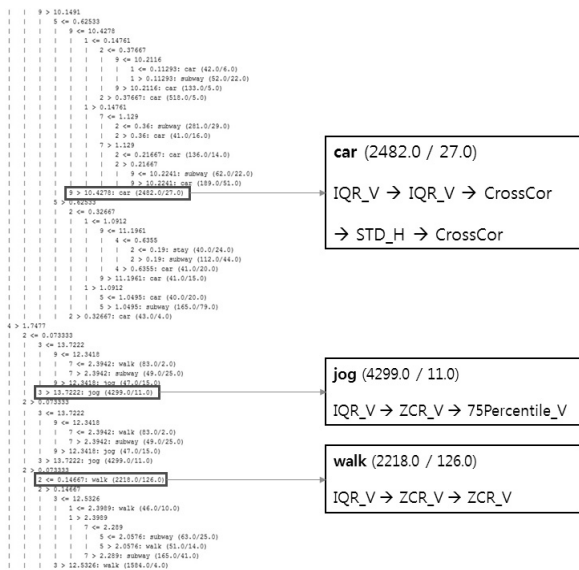 | | | 9 > 10.1491
| | | | 5 <= 0.62533
| | | | | 9 <= 10.4278
| | | | | | 1 <= 0.14761
| | | | | | | 2 <= 0.37667
| | | | | | | | 9 <= 10.2116
| | | | | | | | | 1 <= 0.11293: car (42.0/6.0)
| | | | | | | | | 1 > 0.11293: subway (52.0/22.0)
| | | | | | | | 9 > 10.2116: car (133.0/5.0)
| | | | | | | 2 > 0.37667: car (518.0/5.0)
| | | | | | 1 > 0.14761
| | | | | | | 7 <= 1.129
| | | | | | | | 2 <= 0.36: subway (281.0/29.0)
| | | | | | | | 2 > 0.36: car (41.0/16.0)
| | | | | | | 7 > 1.129
| | | | | | | | 2 <= 0.21667: car (136.0/14.0)
| | | | | | | | 2 > 0.21667
| | | | | | | | | 9 <= 10.2241: subway (62.0/22.0)
| | | | | | | | | 9 > 10.2241: car (189.0/51.0)
| | | | | 9 > 10.4278: car (2482.0/27.0)
| | | | 5 > 0.62533
| | | | | 2 <= 0.32667
| | | | | | 1 <= 1.0912
| | | | | | | 9 <= 11.1961
| | | | | | | | 4 <= 0.6355
| | | | | | | | | 2 <= 0.19: stay (40.0/24.0)
| | | | | | | | | 2 > 0.19: subway (112.0/44.0)
| | | | | | | | 4 > 0.6355: car (41.0/20.0)
| | | | | | | 9 > 11.1961: car (41.0/15.0)
| | | | | | 1 > 1.0912
| | | | | | | 5 <= 1.0495: car (40.0/20.0)
| | | | | | | 5 > 1.0495: subway (165.0/79.0)
| | | | | 2 > 0.32667: car (43.0/4.0)
4 > 1.7477
| 2 <= 0.073333
| | 3 <= 13.7222
| | | 9 <= 12.3418
| | | | 7 <= 2.3942: walk (83.0/2.0)
| | | | 7 > 2.3942: subway (49.0/25.0)
| | | 9 > 12.3418: jog (47.0/15.0)
| | 3 > 13.7222: jog (4299.0/11.0)
| 2 > 0.073333
| | 3 <= 13.7222
| | | 9 <= 12.3418
| | | | 7 <= 2.3942: walk (83.0/2.0)
| | | | 7 > 2.3942: subway (49.0/25.0)
| | | 9 > 12.3418: jog (47.0/15.0)
| | 3 > 13.7222: jog (4299.0/11.0)
| 2 > 0.073333
| | 2 <= 0.14667: walk (2218.0/126.0)
| | 2 > 0.14667
| | | 3 <= 12.5326
| | | | 1 <= 2.3989: walk (46.0/10.0)
| | | | 1 > 2.3989
| | | | | 7 <= 2.289
| | | | | | 5 <= 2.0576: subway (63.0/25.0)
| | | | | | 5 > 2.0576: walk (51.0/14.0)
| | | | | 7 > 2.289: subway (165.0/41.0)
| | | 3 > 12.5326: walk (1584.0/4.0)
car (2482.0 / 27.0)
IQR_V → IQR_V → CrossCor
→ STD_H → CrossCor
jog (4299.0 / 11.0)
IQR_V → ZCR_V → 75Percentile_V
walk (2218.0 / 126.0)
IQR_V → ZCR_V → ZCR_V